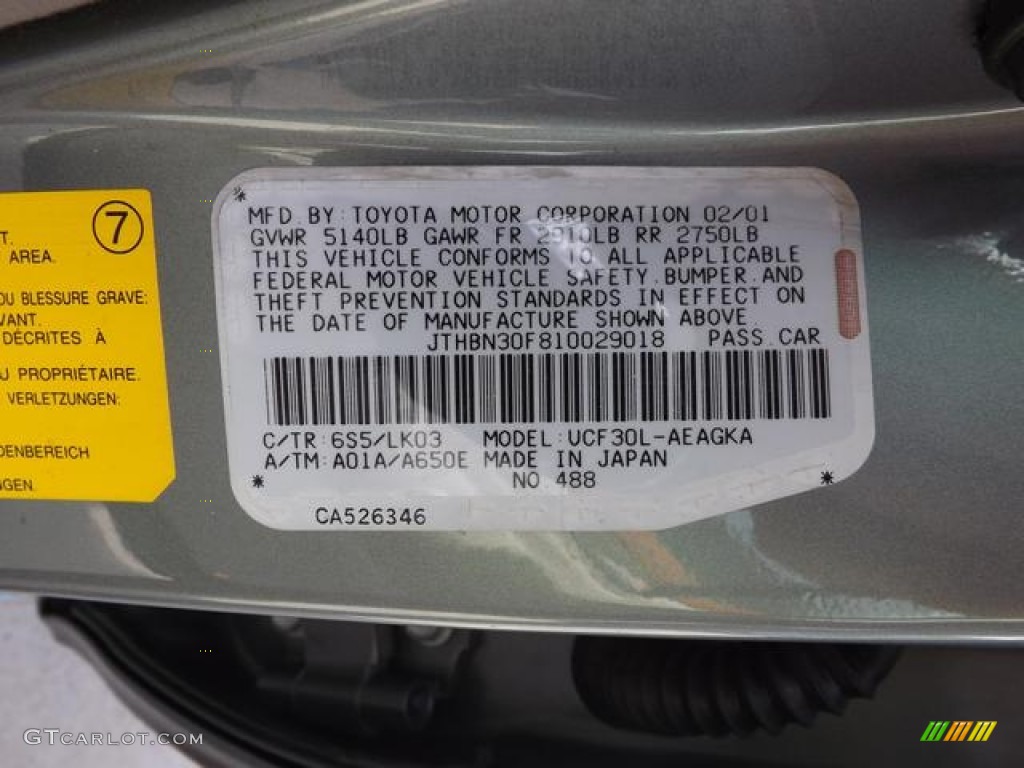 7
T.
AREA.
OU BLESSURE GRAVE:
VANT.
DÉCRITES À
U PROPRIÉTAIRE.
VERLETZUNGEN:
DENBEREICH
NGEN.
MFD. BY: TOYOTA MOTOR CORPORATION 02/01
GVWR 5140LB GAWR FR 2910LB RR 2750LB
THIS VEHICLE CONFORMS TO ALL APPLICABLE
FEDERAL MOTOR VEHICLE SAFETY, BUMPER, AND
THEFT PREVENTION STANDARDS IN EFFECT ON
THE DATE OF MANUFACTURE SHOWN ABOVE
JTHBN30F810029018 PASS. CAR
C/TR: 6S5/LK03 MODEL: UCF30L-AEAGKA
A/TM: A01A/A650E MADE IN JAPAN
NO. 488
CA526346
GTCARLOT.COM